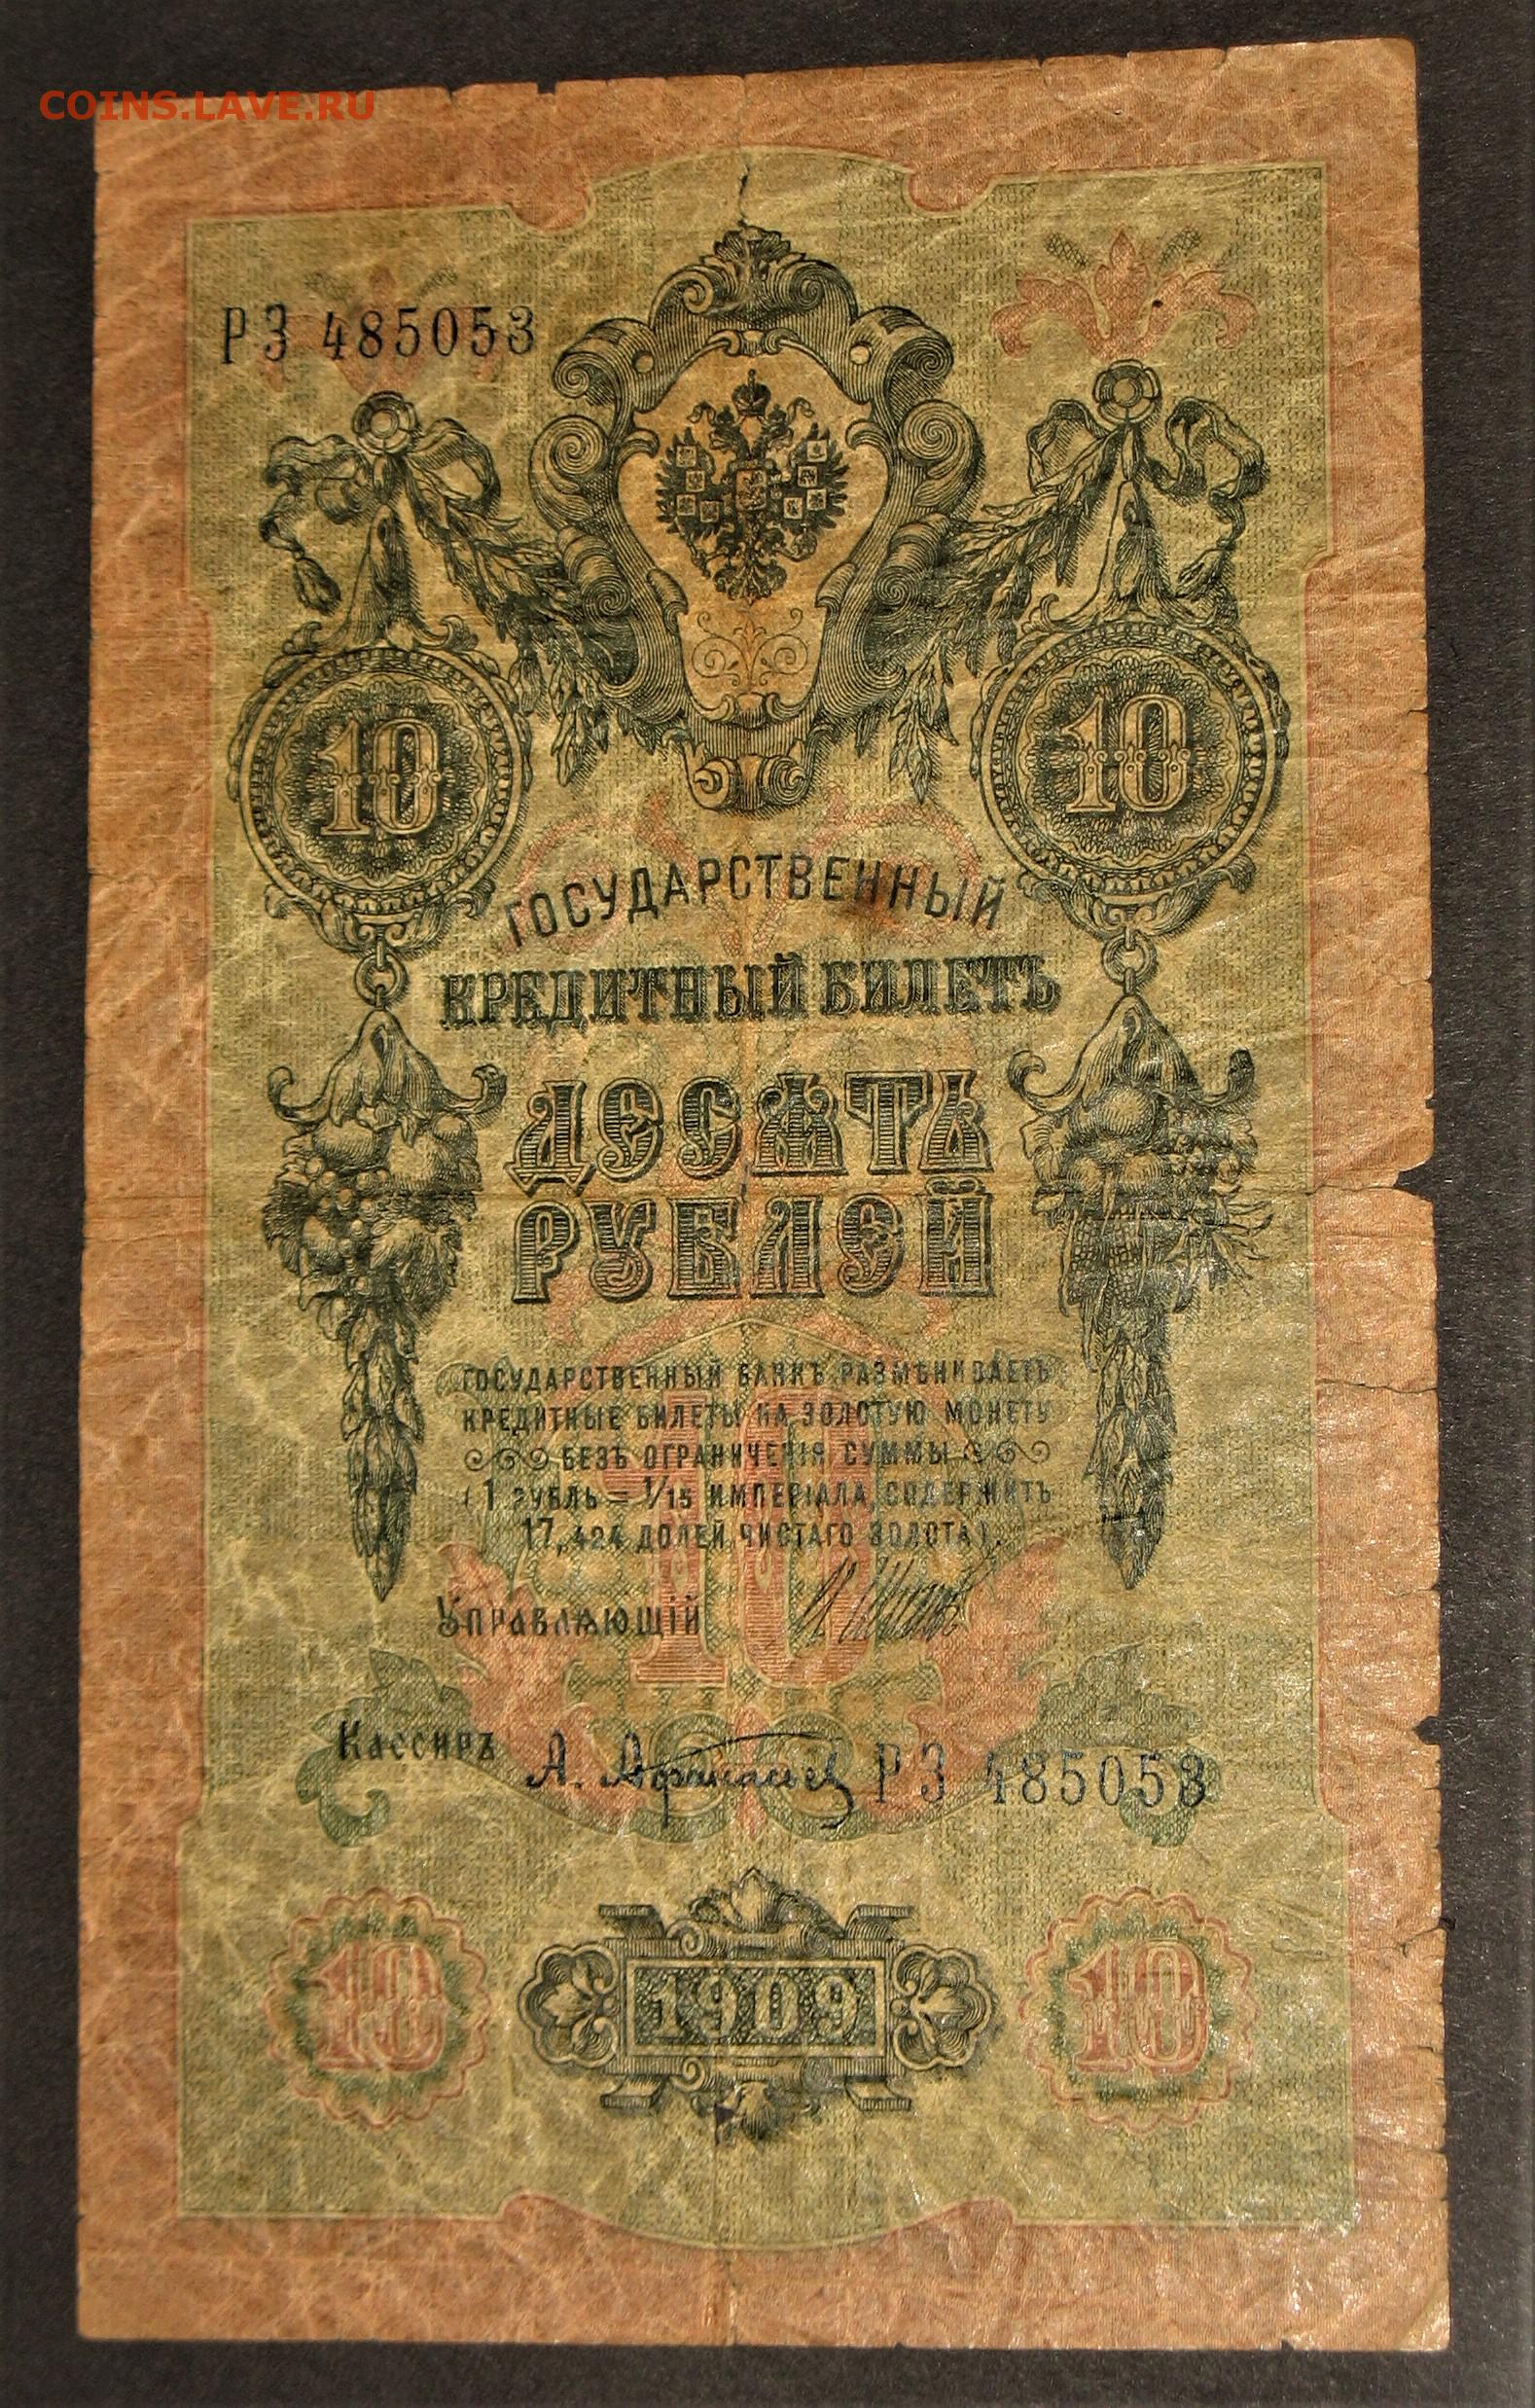 COINS.LAVE.RU
РЗ 485053
10 10
ГОСУДАРСТВЕННЫЙ
КРЕДИТНЫЙ БИЛЕТЪ
ДЕСЯТЬ
РУБЛЕЙ
ГОСУДАРСТВЕННЫЙ БАНКЪ РАЗМѢНИВАЕТЪ
КРЕДИТНЫЕ БИЛЕТЫ НА ЗОЛОТУЮ МОНЕТУ
БЕЗЪ ОГРАНИЧЕНІЯ СУММЫ
(1 РУБЛЬ = 1/15 ИМПЕРІАЛА, СОДЕРЖИТЪ
17,424 ДОЛЕЙ ЧИСТАГО ЗОЛОТА).
10
Управляющій
Кассиръ А. Афанасьев РЗ 485053
10 1909 10